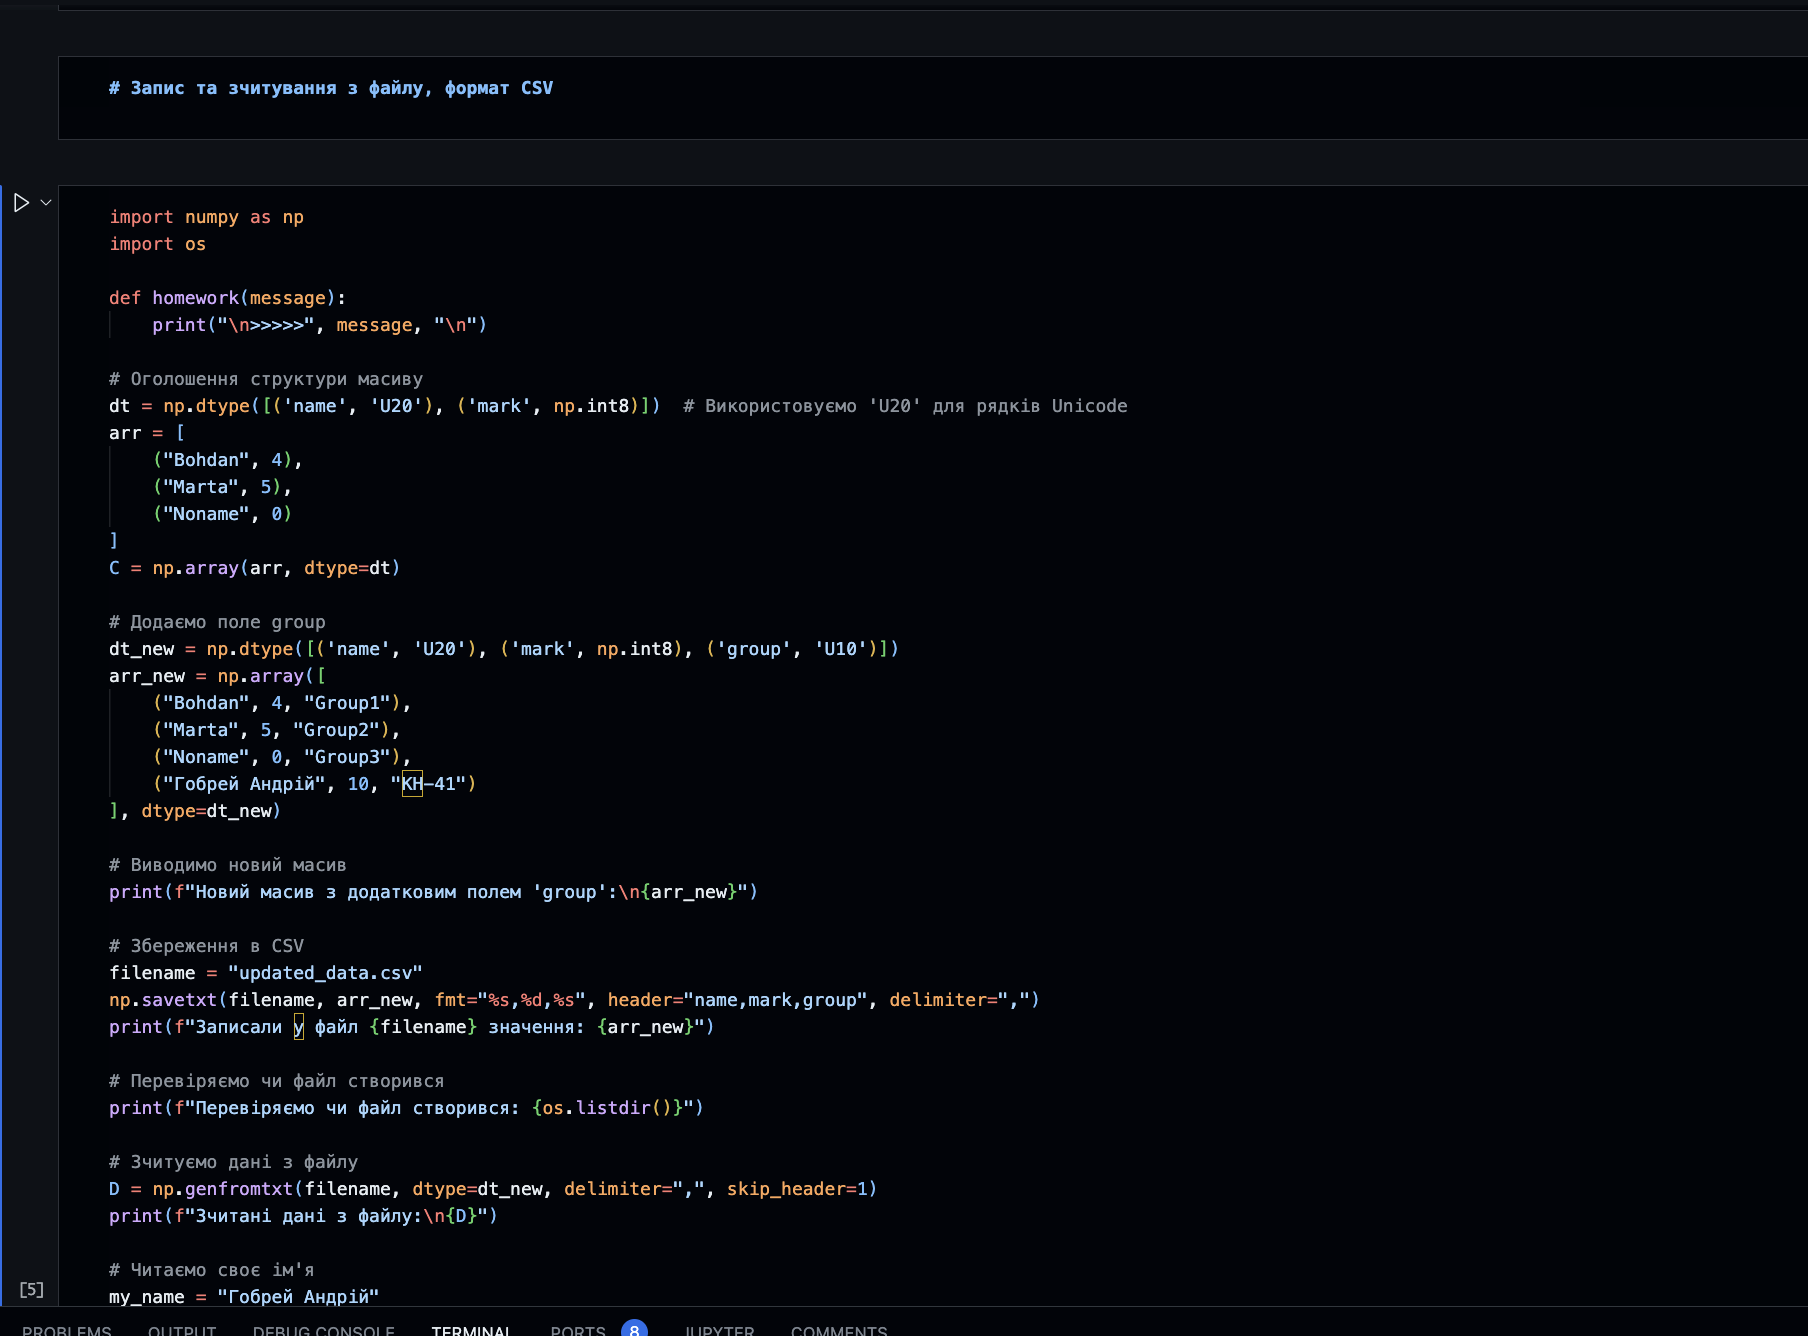 # Запис та зчитування з файлу, формат CSV
import numpy as np
import os
def homework(message):
    print("\n>>>>>", message, "\n")
# Оголошення структури масиву
dt = np.dtype([('name', 'U20'), ('mark', np.int8)])  # Використовуємо 'U20' для рядків Unicode
arr = [
    ("Bohdan", 4),
    ("Marta", 5),
    ("Noname", 0)
]
C = np.array(arr, dtype=dt)
# Додаємо поле group
dt_new = np.dtype([('name', 'U20'), ('mark', np.int8), ('group', 'U10')])
arr_new = np.array([
    ("Bohdan", 4, "Group1"),
    ("Marta", 5, "Group2"),
    ("Noname", 0, "Group3"),
    ("Гобрей Андрій", 10, "КН-41")
], dtype=dt_new)
# Виводимо новий масив
print(f"Новий масив з додатковим полем 'group':\n{arr_new}")
# Збереження в CSV
filename = "updated_data.csv"
np.savetxt(filename, arr_new, fmt="%s,%d,%s", header="name,mark,group", delimiter=",")
print(f"Записали у файл {filename} значення: {arr_new}")
# Перевіряємо чи файл створився
print(f"Перевіряємо чи файл створився: {os.listdir()}")
# Зчитуємо дані з файлу
D = np.genfromtxt(filename, dtype=dt_new, delimiter=",", skip_header=1)
print(f"Зчитані дані з файлу:\n{D}")
# Читаємо своє ім'я
[5]
my_name = "Гобрей Андрій"
PROBLEMS OUTPUT DEBUG CONSOLE TERMINAL PORTS 8 JUPYTER COMMENTS